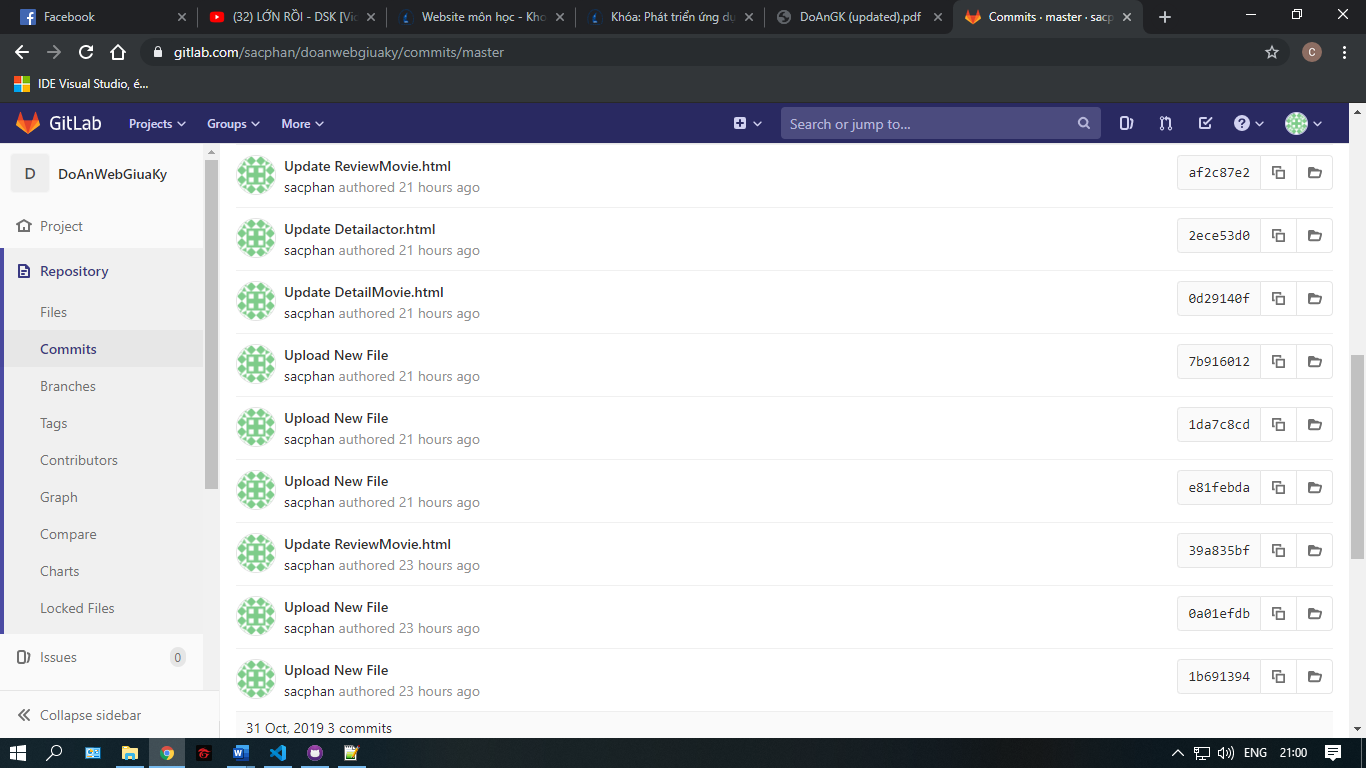 Facebook
(32) LỚN RỒI - DSK [Vic
Website môn học - Kho
Khóa: Phát triển ứng dụ
DoAnGK (updated).pdf
Commits · master · sacp
gitlab.com/sacphan/doanwebgiuaky/commits/master
C
IDE Visual Studio, é...
GitLab
Projects
Groups
More
Search or jump to...
D
DoAnWebGiuaKy
Project
Repository
Files
Commits
Branches
Tags
Contributors
Graph
Compare
Charts
Locked Files
Issues
0
Collapse sidebar
Update ReviewMovie.html
sacphan authored 21 hours ago
af2c87e2
Update Detailactor.html
sacphan authored 21 hours ago
2ece53d0
Update DetailMovie.html
sacphan authored 21 hours ago
0d29140f
Upload New File
sacphan authored 21 hours ago
7b916012
Upload New File
sacphan authored 21 hours ago
1da7c8cd
Upload New File
sacphan authored 21 hours ago
e81febda
Update ReviewMovie.html
sacphan authored 23 hours ago
39a835bf
Upload New File
sacphan authored 23 hours ago
0a01efdb
Upload New File
sacphan authored 23 hours ago
1b691394
31 Oct, 2019 3 commits
ENG
21:00